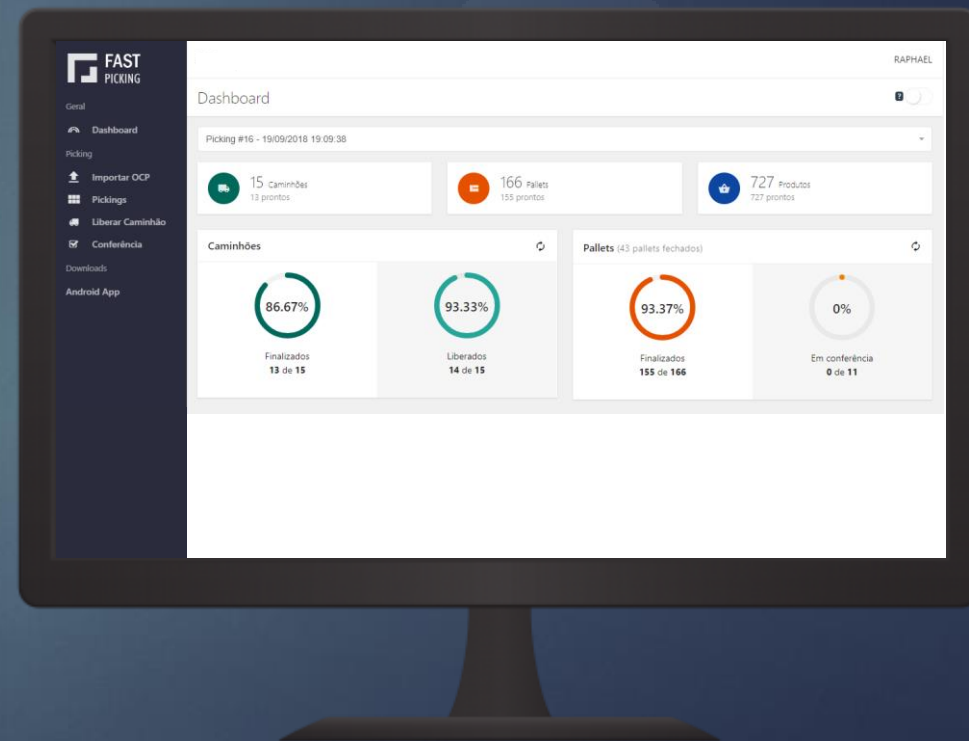 FAST
PICKING
RAPHAEL
Geral
Dashboard
Picking
Importar OCP
Pickings
Liberar Caminhão
Conferência
Downloads
Android App
Dashboard
?
Picking #16 - 19/09/2018 19:09:38
15 Caminhões
13 prontos
166 Pallets
155 prontos
727 Produtos
727 prontos
Caminhões
86.67%
Finalizados
13 de 15
93.33%
Liberados
14 de 15
Pallets (43 pallets fechados)
93.37%
Finalizados
155 de 166
0%
Em conferência
0 de 11